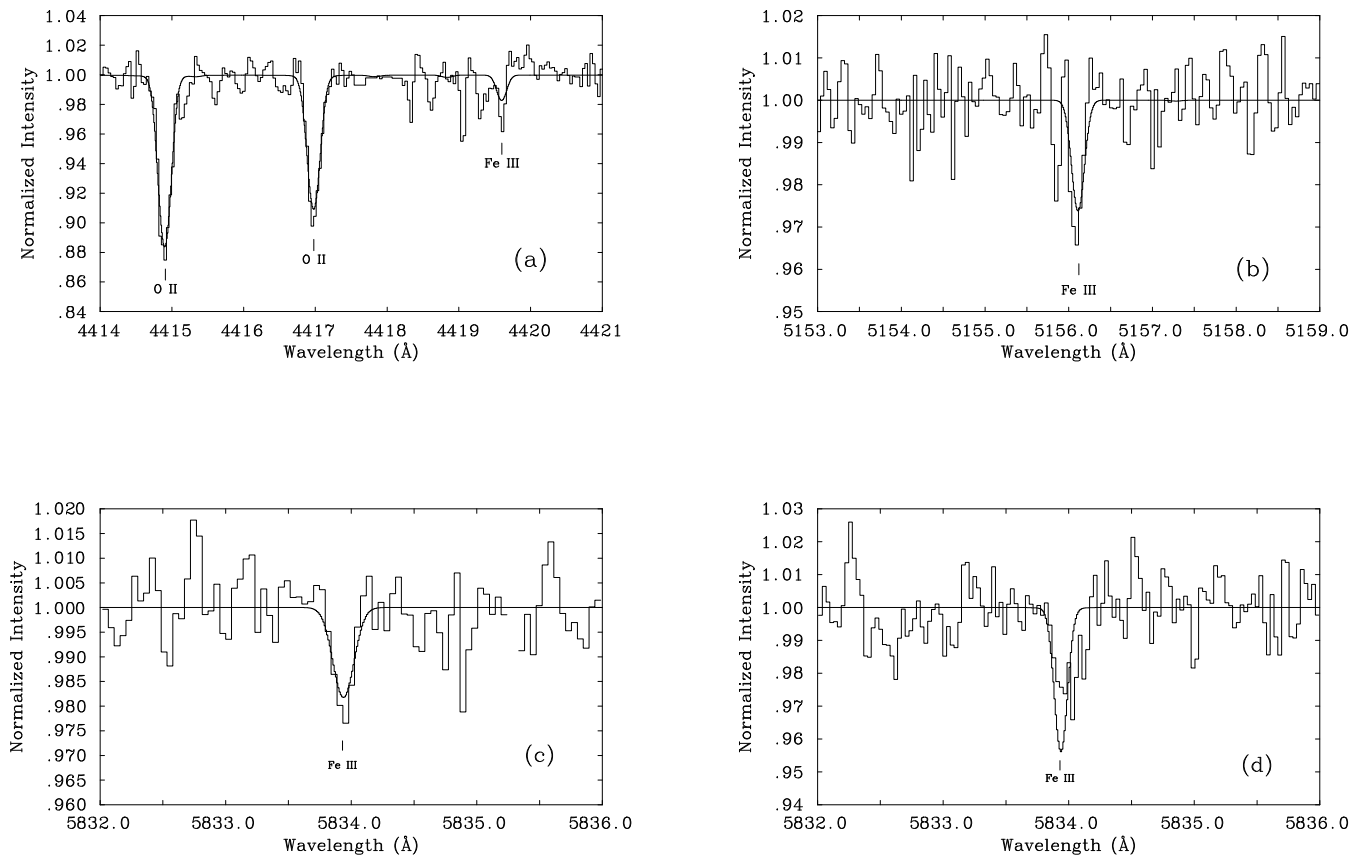 1.04
1.02
1.00
.98
.96
.94
.92
.90
.88
.86
.84
Normalized Intensity
Fe III
O II
O II
(a)
4414 4415 4416 4417 4418 4419 4420 4421
Wavelength (Å)
1.02
1.01
1.00
.99
.98
.97
.96
.95
Normalized Intensity
(b)
Fe III
5153.0 5154.0 5155.0 5156.0 5157.0 5158.0 5159.0
Wavelength (Å)
1.020
1.015
1.010
1.005
1.000
.995
.990
.985
.980
.975
.970
.965
.960
Normalized Intensity
(c)
Fe III
5832.0 5833.0 5834.0 5835.0 5836.0
Wavelength (Å)
1.03
1.02
1.01
1.00
.99
.98
.97
.96
.95
.94
Normalized Intensity
(d)
Fe III
5832.0 5833.0 5834.0 5835.0 5836.0
Wavelength (Å)